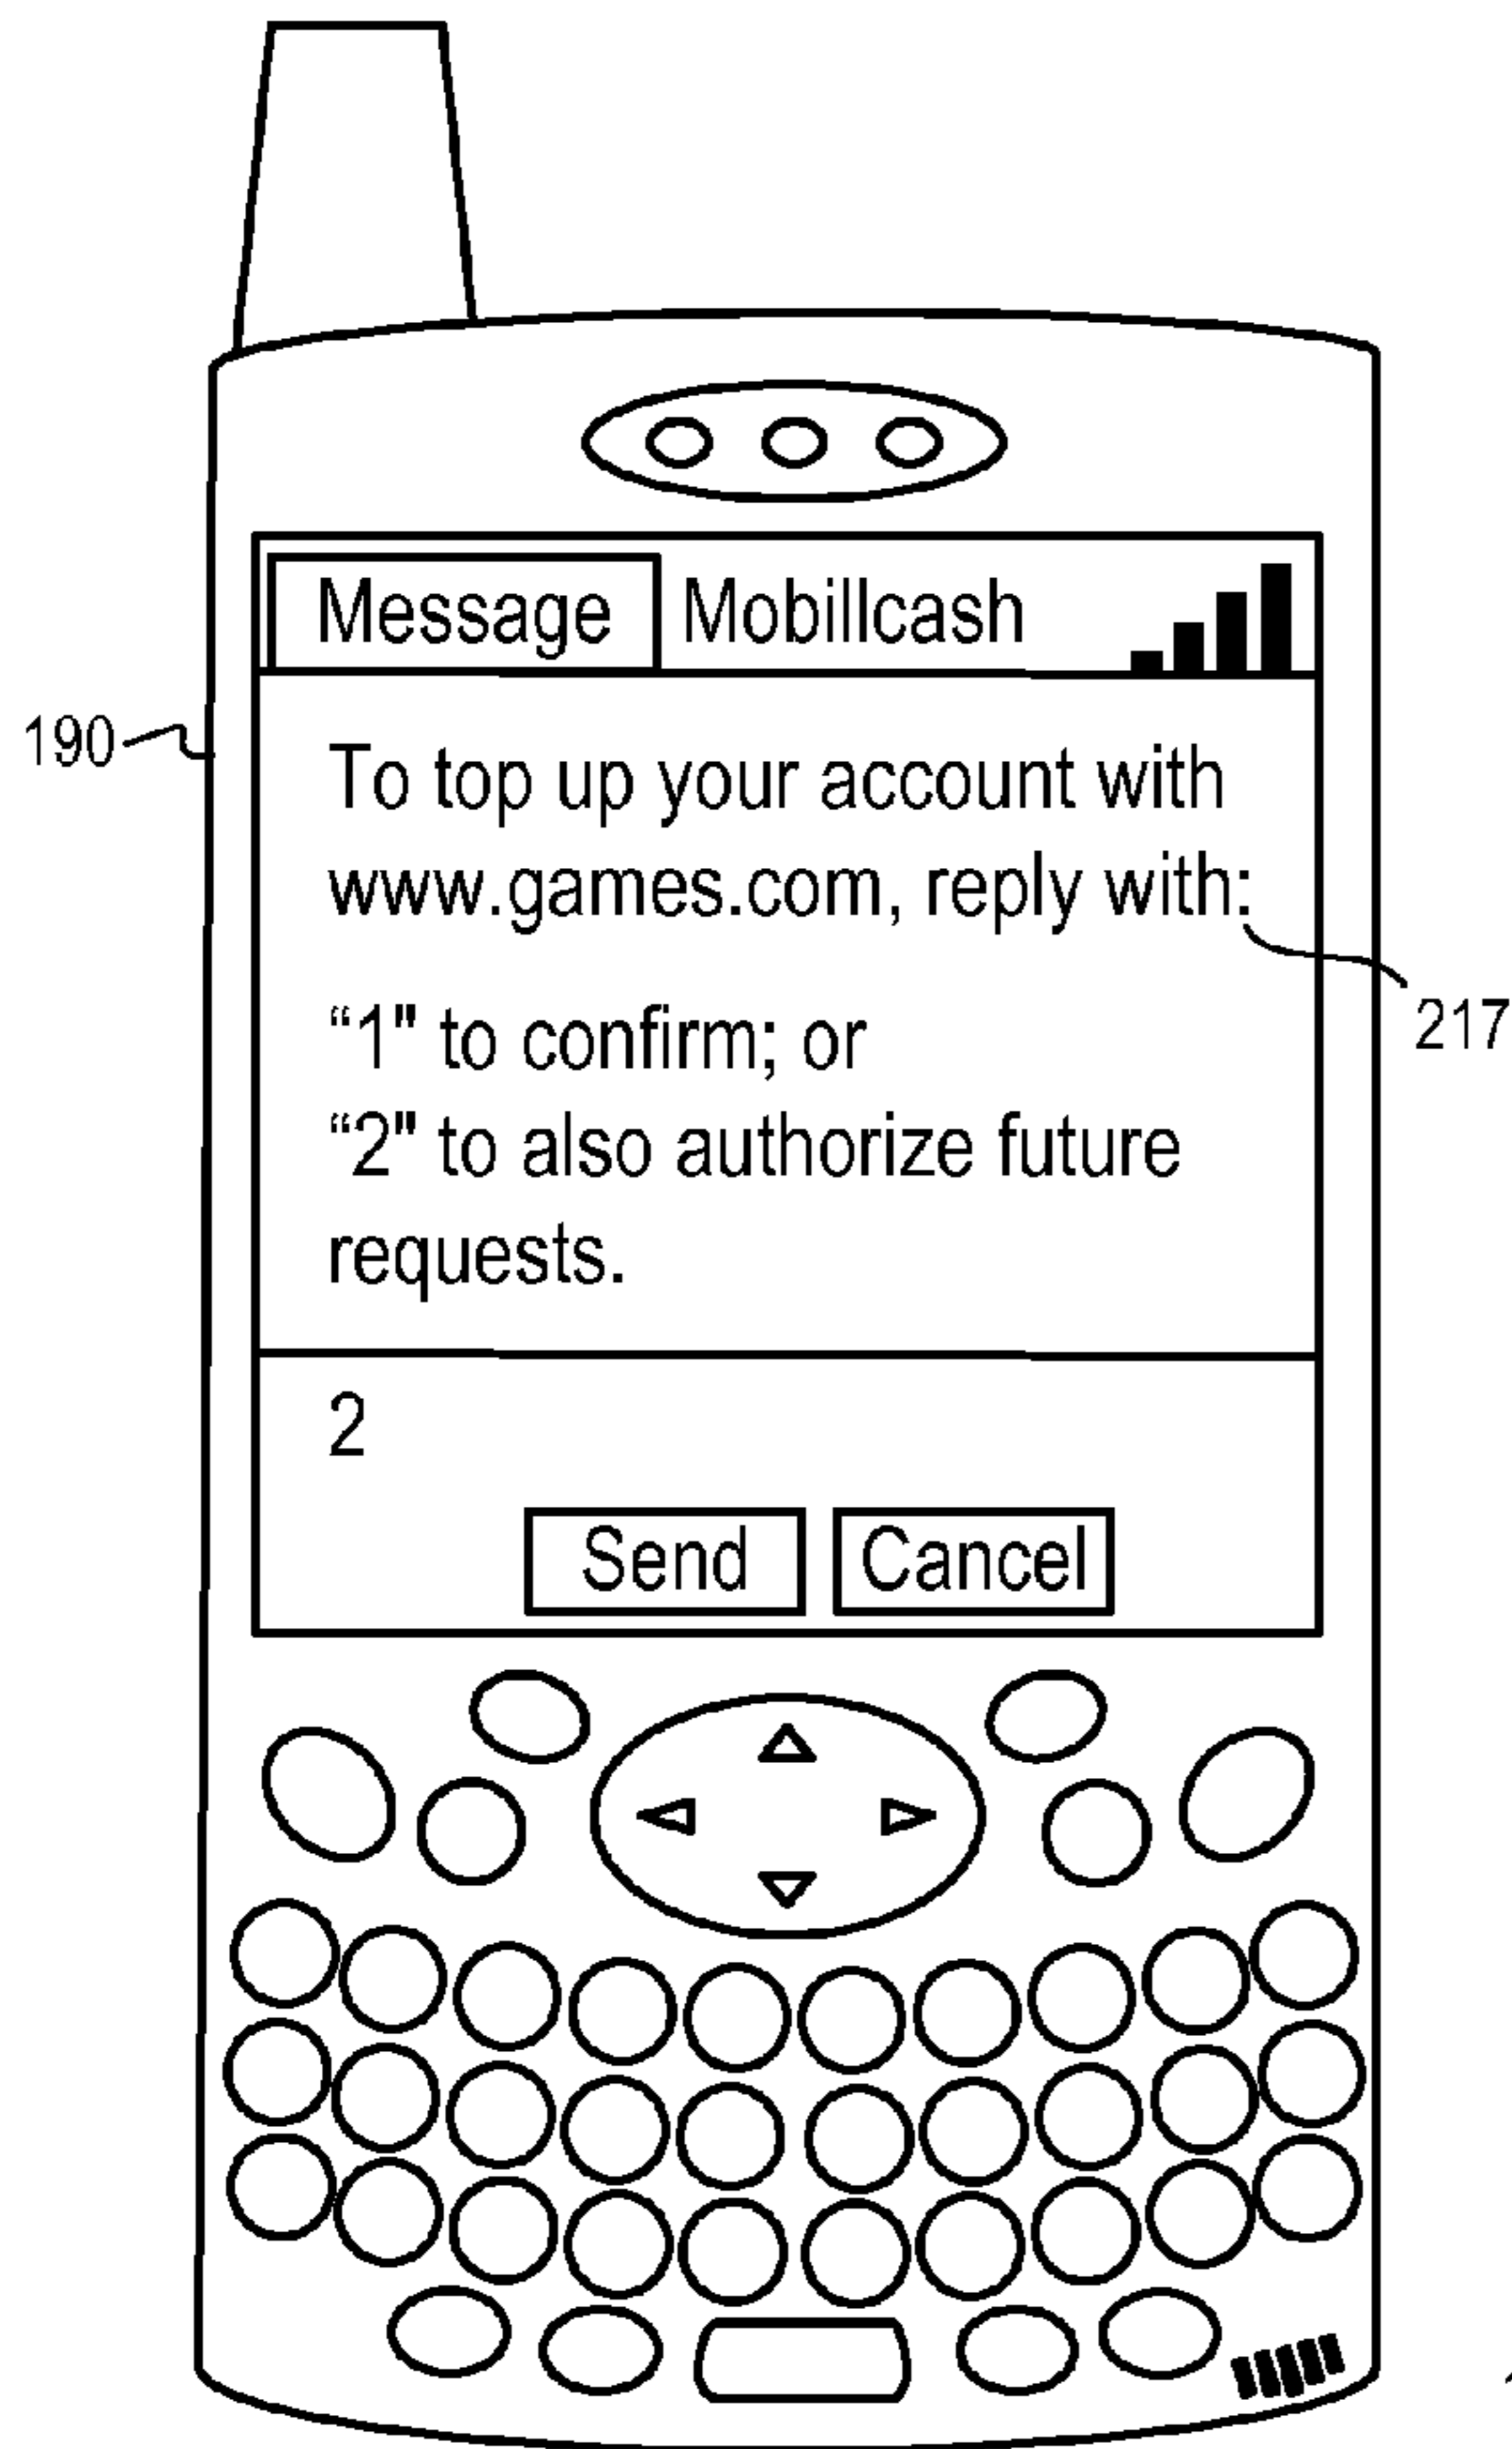 Message Mobillcash
190
To top up your account with
www.games.com, reply with:
217
“1" to confirm; or
“2" to also authorize future
requests.
2
Send Cancel